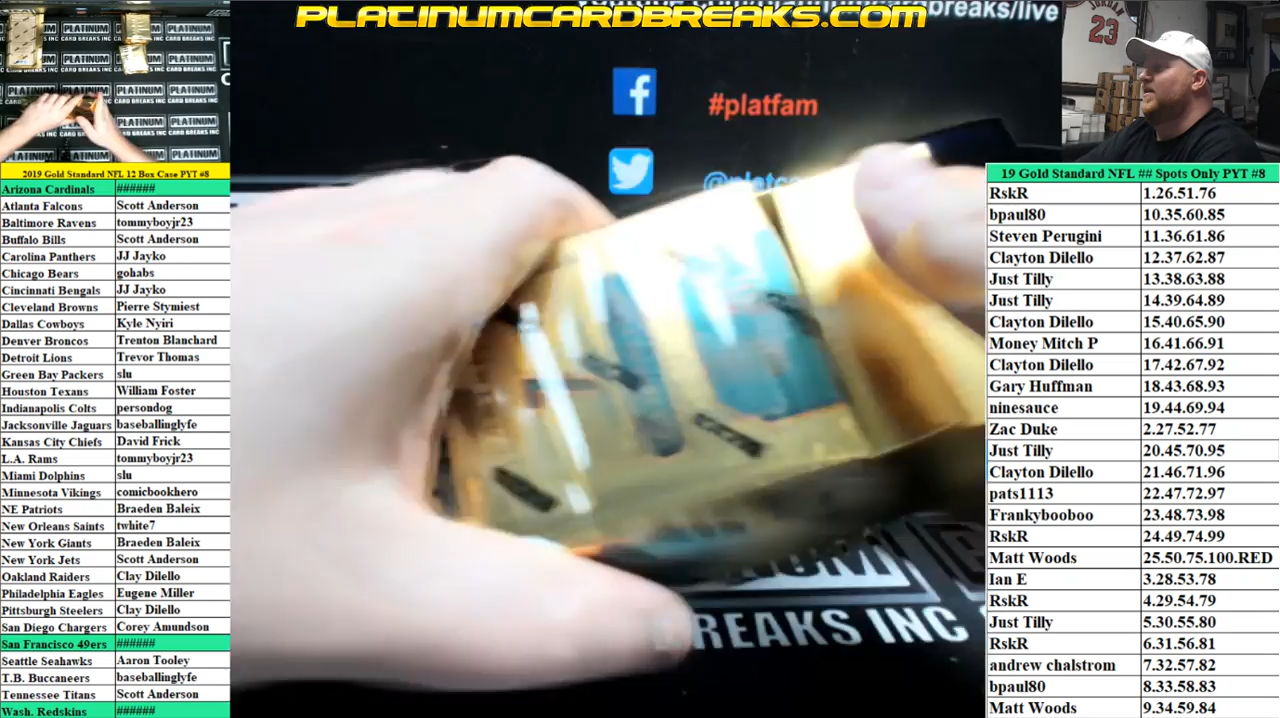 PLATINUMCARDBREAKS.COM
breaks/live
#platfam
JORDAN
23
2019 Gold Standard NFL 12 Box Case PYT #8
Arizona Cardinals ######
Atlanta Falcons Scott Anderson
Baltimore Ravens tommyboyjr23
Buffalo Bills Scott Anderson
Carolina Panthers JJ Jayko
Chicago Bears gohabs
Cincinnati Bengals JJ Jayko
Cleveland Browns Pierre Stymiest
Dallas Cowboys Kyle Nyiri
Denver Broncos Trenton Blanchard
Detroit Lions Trevor Thomas
Green Bay Packers slu
Houston Texans William Foster
Indianapolis Colts persondog
Jacksonville Jaguars baseballinglyfe
Kansas City Chiefs David Frick
L.A. Rams tommyboyjr23
Miami Dolphins slu
Minnesota Vikings comicbookhero
NE Patriots Braeden Baleix
New Orleans Saints twhite7
New York Giants Braeden Baleix
New York Jets Scott Anderson
Oakland Raiders Clay Dilello
Philadelphia Eagles Eugene Miller
Pittsburgh Steelers Clay Dilello
San Diego Chargers Corey Amundson
San Francisco 49ers ######
Seattle Seahawks Aaron Tooley
T.B. Buccaneers baseballinglyfe
Tennessee Titans Scott Anderson
Wash. Redskins ######
BREAKS INC
19 Gold Standard NFL ## Spots Only PYT #8
RskR 1.26.51.76
bpaul80 10.35.60.85
Steven Perugini 11.36.61.86
Clayton Dilello 12.37.62.87
Just Tilly 13.38.63.88
Just Tilly 14.39.64.89
Clayton Dilello 15.40.65.90
Money Mitch P 16.41.66.91
Clayton Dilello 17.42.67.92
Gary Huffman 18.43.68.93
ninesauce 19.44.69.94
Zac Duke 2.27.52.77
Just Tilly 20.45.70.95
Clayton Dilello 21.46.71.96
pats1113 22.47.72.97
Frankybooboo 23.48.73.98
RskR 24.49.74.99
Matt Woods 25.50.75.100.RED
Ian E 3.28.53.78
RskR 4.29.54.79
Just Tilly 5.30.55.80
RskR 6.31.56.81
andrew chalstrom 7.32.57.82
bpaul80 8.33.58.83
Matt Woods 9.34.59.84